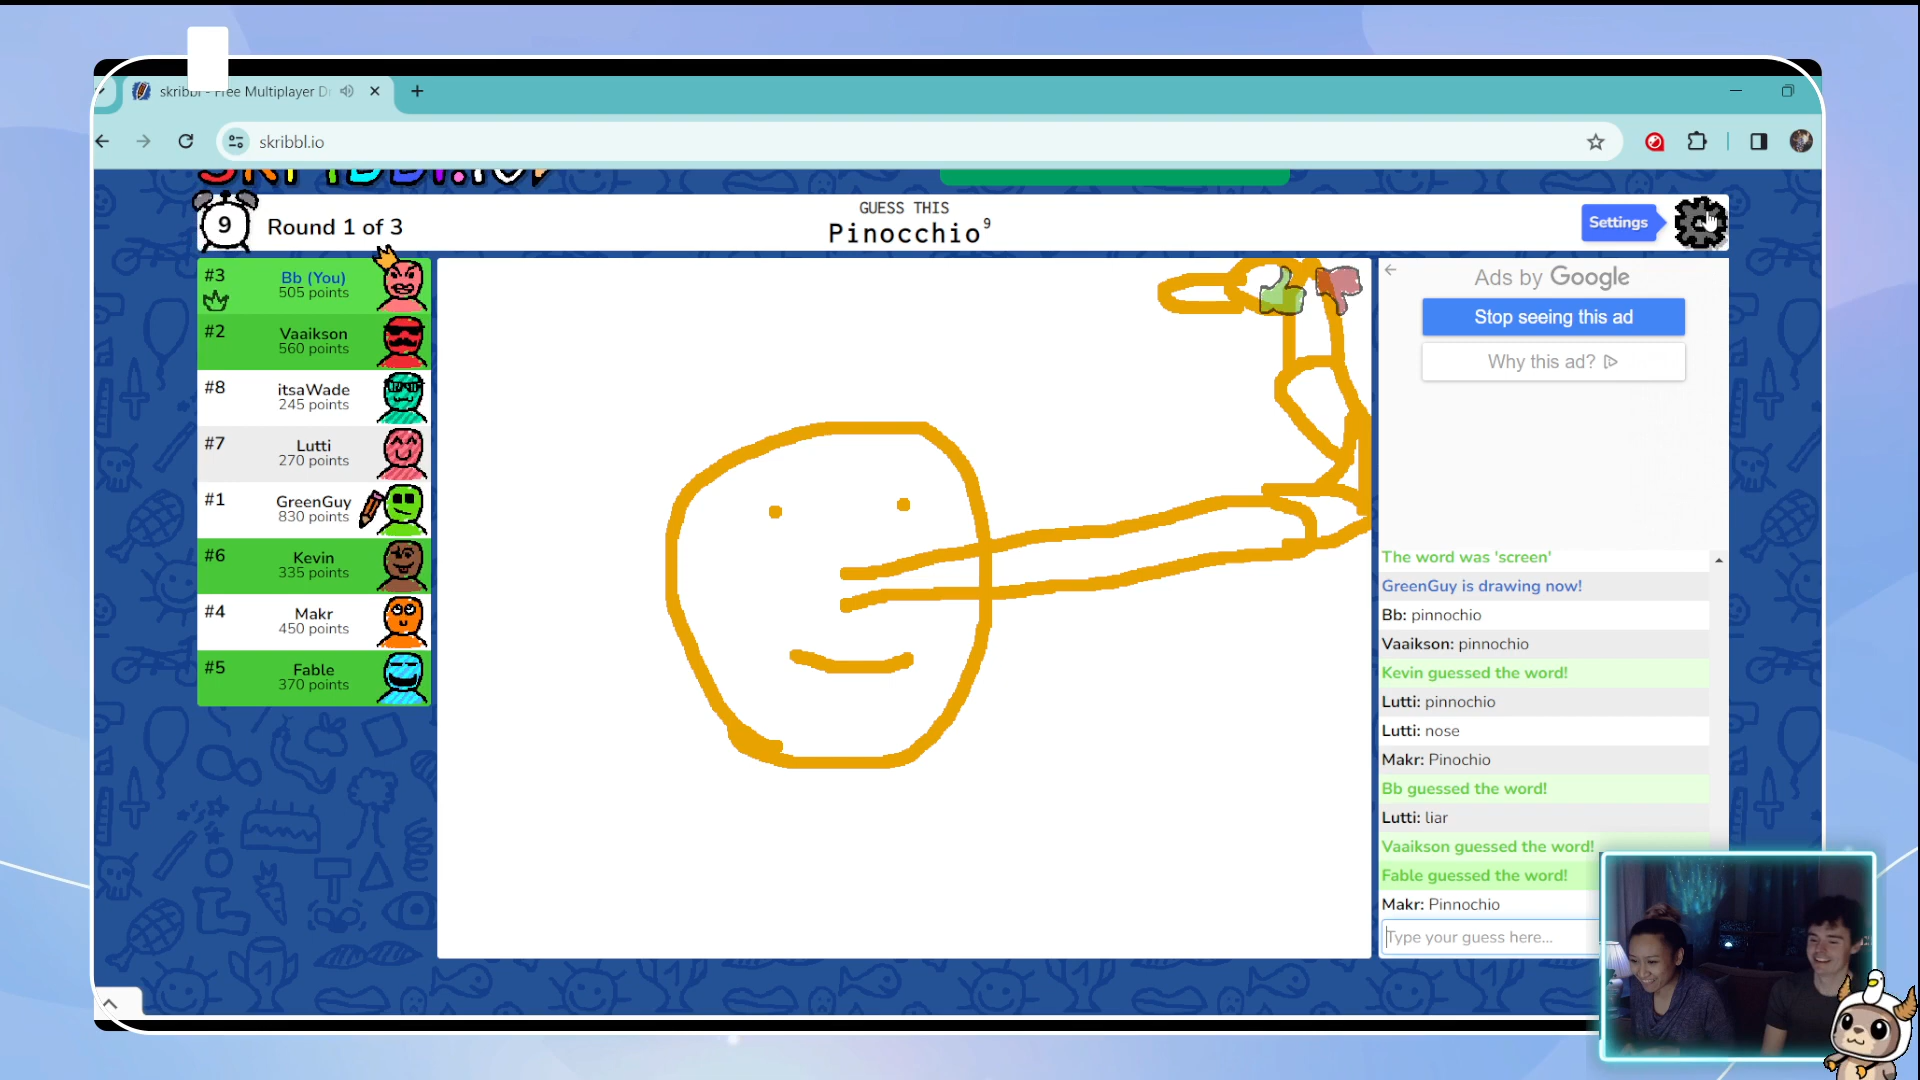 skribbl - Free Multiplayer Dr
skribbl.io
9
Round 1 of 3
GUESS THIS
Pinocchio9
Settings
#3
Bb (You)
505 points
#2
Vaaikson
560 points
#8
itsaWade
245 points
#7
Lutti
270 points
#1
GreenGuy
830 points
#6
Kevin
335 points
#4
Makr
450 points
#5
Fable
370 points
Ads by Google
Stop seeing this ad
Why this ad?
The word was 'screen'
GreenGuy is drawing now!
Bb: pinnochio
Vaaikson: pinnochio
Kevin guessed the word!
Lutti: pinnochio
Lutti: nose
Makr: Pinochio
Bb guessed the word!
Lutti: liar
Vaaikson guessed the word!
Fable guessed the word!
Makr: Pinnochio
Type your guess here...